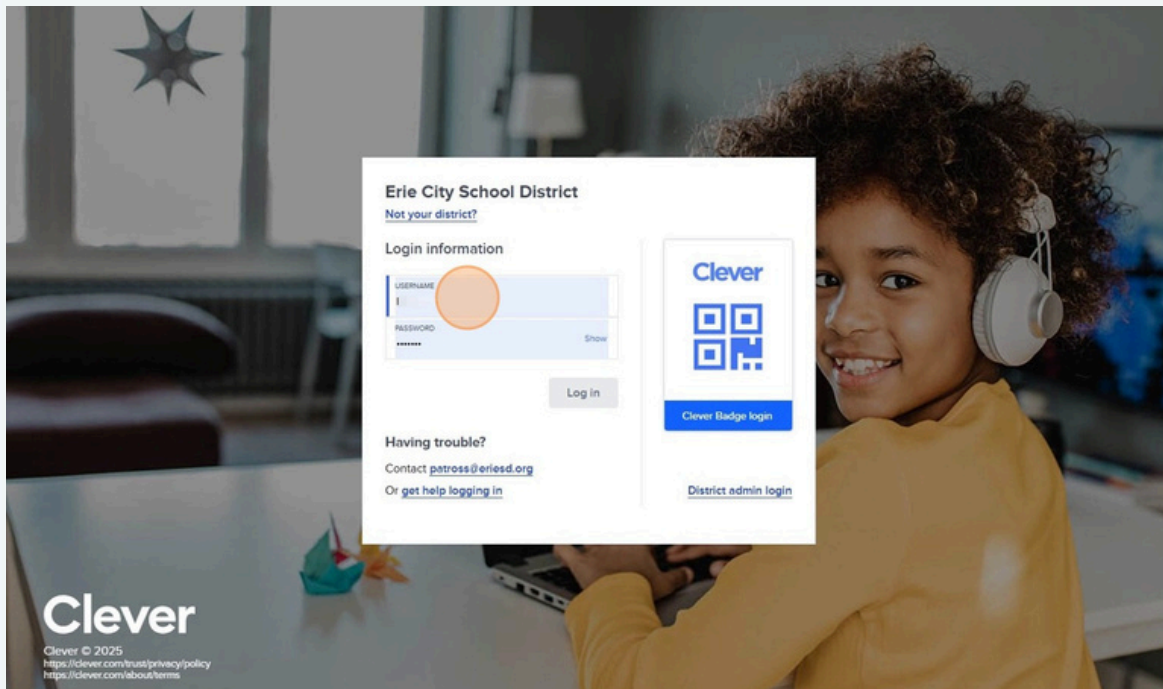 Erie City School District
Not your district?
Login information
USERNAME
PASSWORD
•••••••
Show
Log in
Having trouble?
Contact patross@eriesd.org
Or get help logging in
Clever
Clever Badge login
District admin login
Clever
Clever © 2025
https://clever.com/trust/privacy/policy
https://clever.com/about/terms